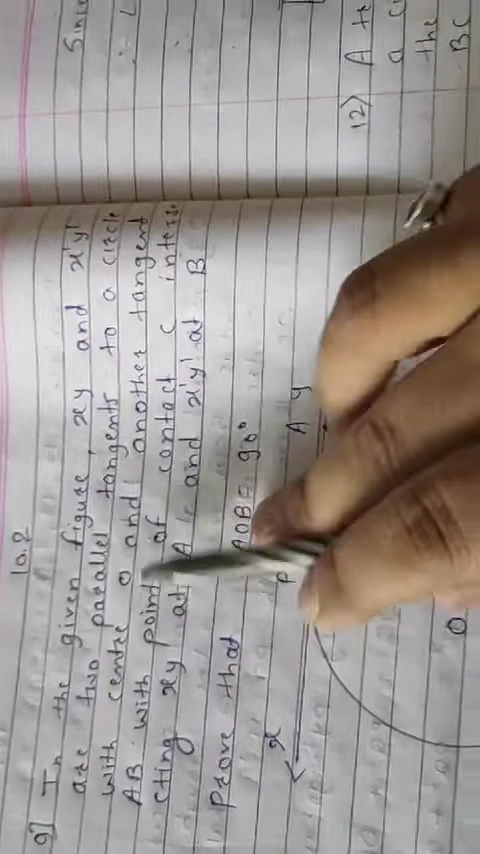 10.2
9] In the given figure, xy and x'y'
are two parallel tangents to a circle
with centre O and another tangent
AB with point of contact C interse
cting xy at A and x'y' at B
Prove that AOB= 90°
x P A y
O
Since
∴ L
∴
12) A t
a c
the
BC